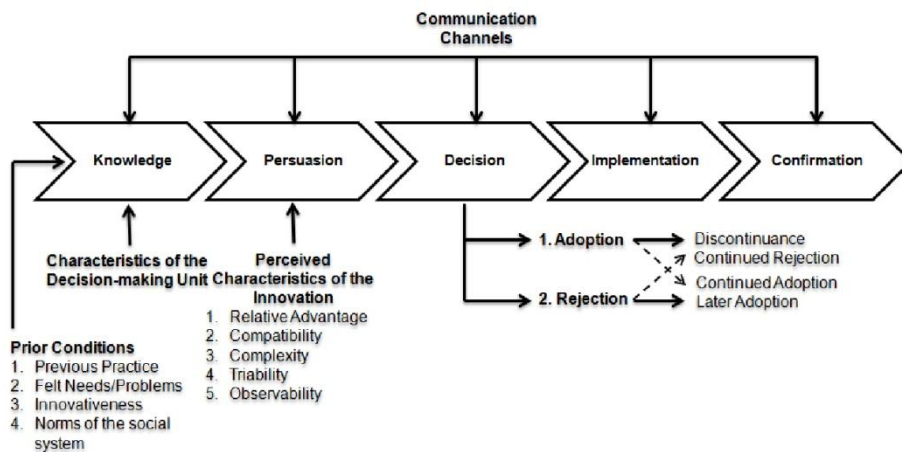 Communication
Channels
Knowledge
Persuasion
Decision
Implementation
Confirmation
Characteristics of the
Decision-making Unit
Perceived
Characteristics of the
Innovation
1. Relative Advantage
2. Compatibility
3. Complexity
4. Triability
5. Observability
1. Adoption
2. Rejection
Discontinuance
Continued Rejection
Continued Adoption
Later Adoption
Prior Conditions
1. Previous Practice
2. Felt Needs/Problems
3. Innovativeness
4. Norms of the social
system